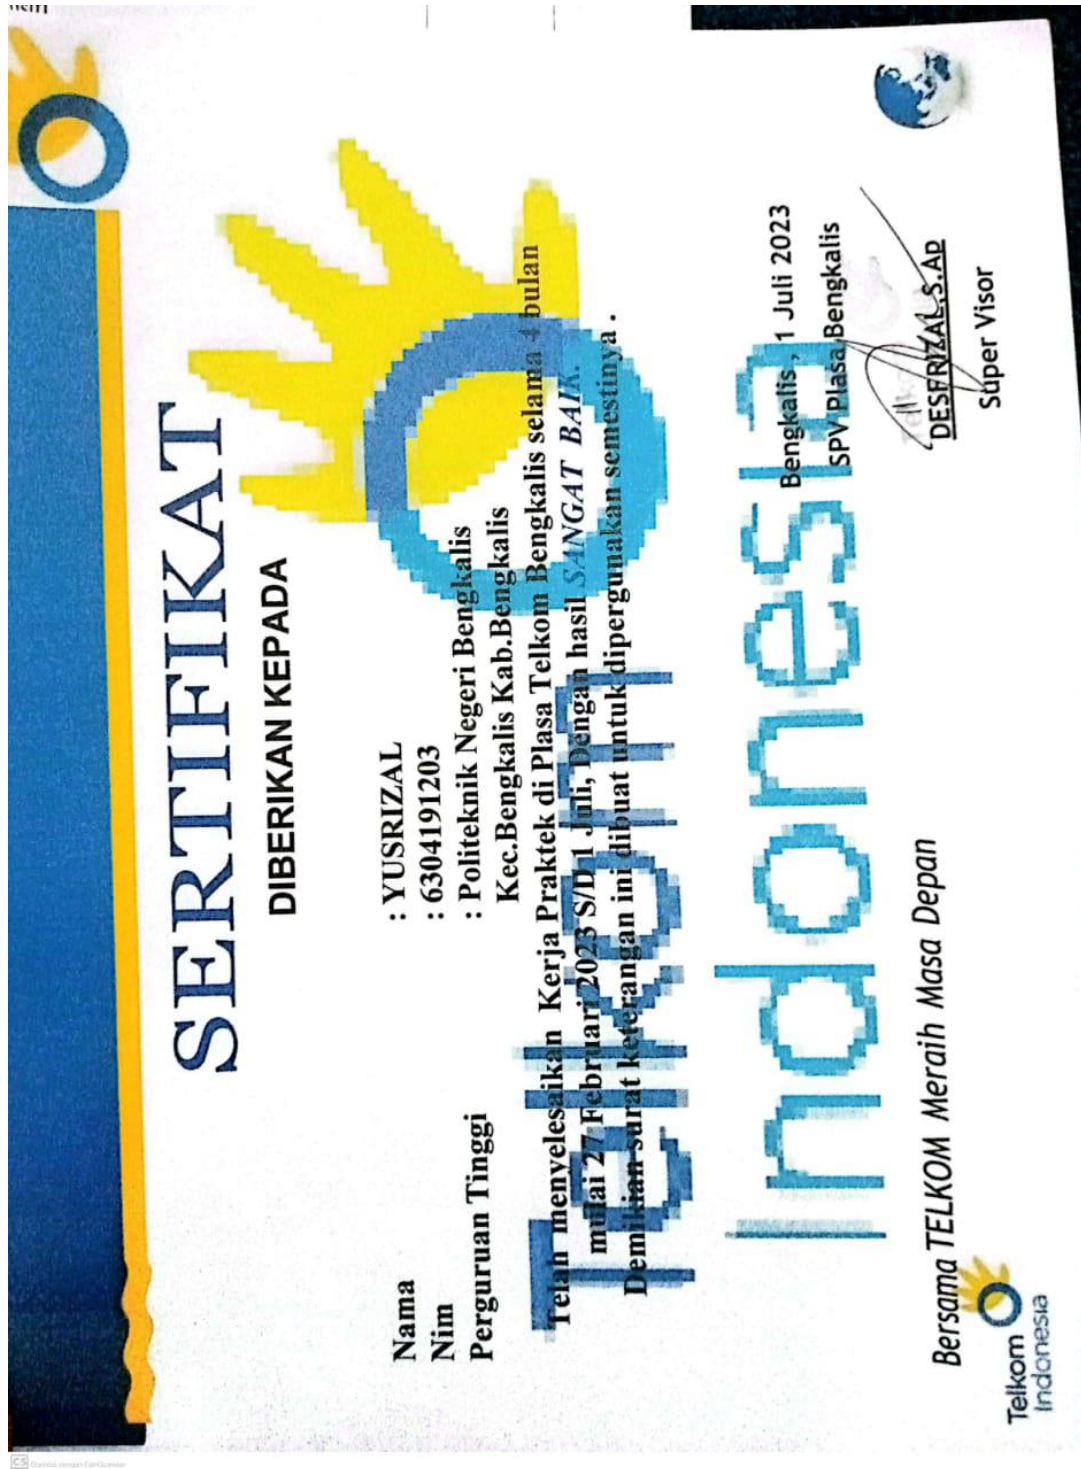 SERTIFIKAT
DIBERIKAN KEPADA
Nama : YUSRIZAL
Nim : 6304191203
Perguruan Tinggi : Politeknik Negeri Bengkalis
Kec.Bengkalis Kab.Bengkalis
Telah menyelesaikan Kerja Praktek di Plasa Telkom Bengkalis selama 4 bulan
mulai 27 Februari 2023 S/D 1 Juli, Dengan hasil SANGAT BAIK.
Demikian surat keterangan ini dibuat untuk dipergunakan semestinya .
Telkom
Indonesia
Bengkalis , 1 Juli 2023
SPV Plasa Bengkalis
DESFRIZAL.S.Ap
Super Visor
Bersama TELKOM Meraih Masa Depan
Telkom
Indonesia
CS